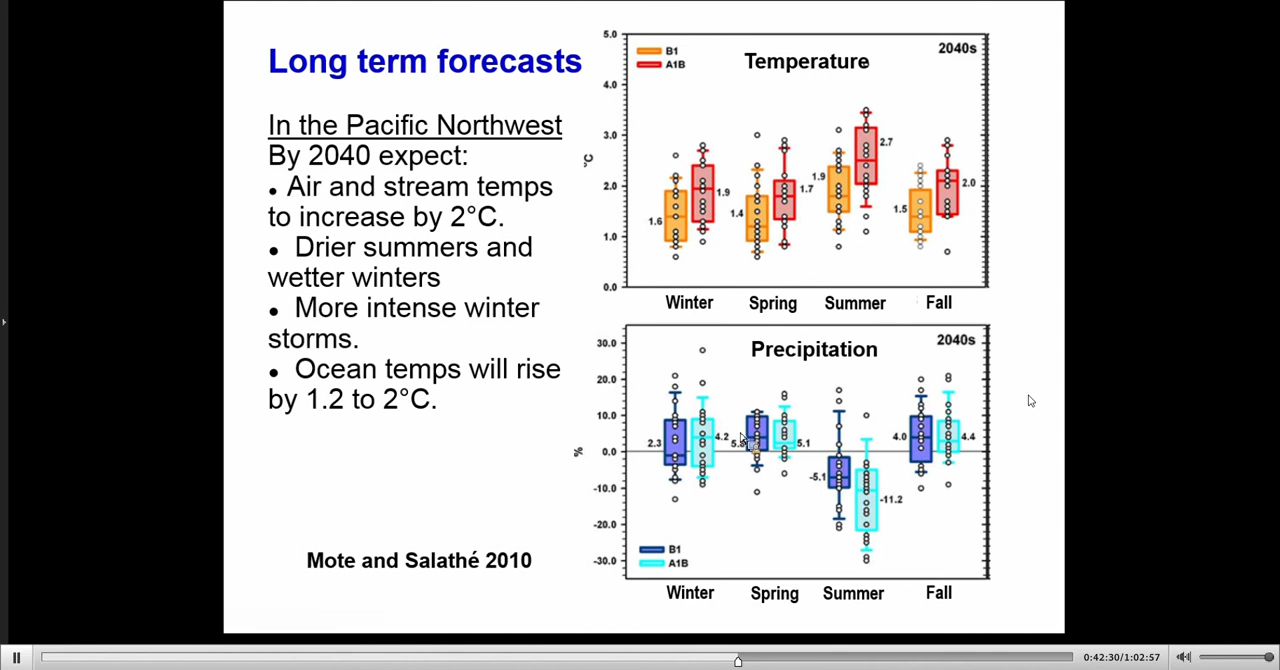 Long term forecasts
In the Pacific Northwest
By 2040 expect:
• Air and stream temps
to increase by 2°C.
• Drier summers and
wetter winters
• More intense winter
storms.
• Ocean temps will rise
by 1.2 to 2°C.
Mote and Salathé 2010
Temperature
2040s
B1
A1B
°C
5.0
4.0
3.0
2.0
1.0
0.0
1.6
1.9
1.4
1.7
1.9
2.7
1.5
2.0
Winter Spring Summer Fall
Precipitation
2040s
%
30.0
20.0
10.0
0.0
-10.0
-20.0
-30.0
2.3
4.2
5.1
-5.1
-11.2
4.0
4.4
B1
A1B
Winter Spring Summer Fall
0:42:30/1:02:57